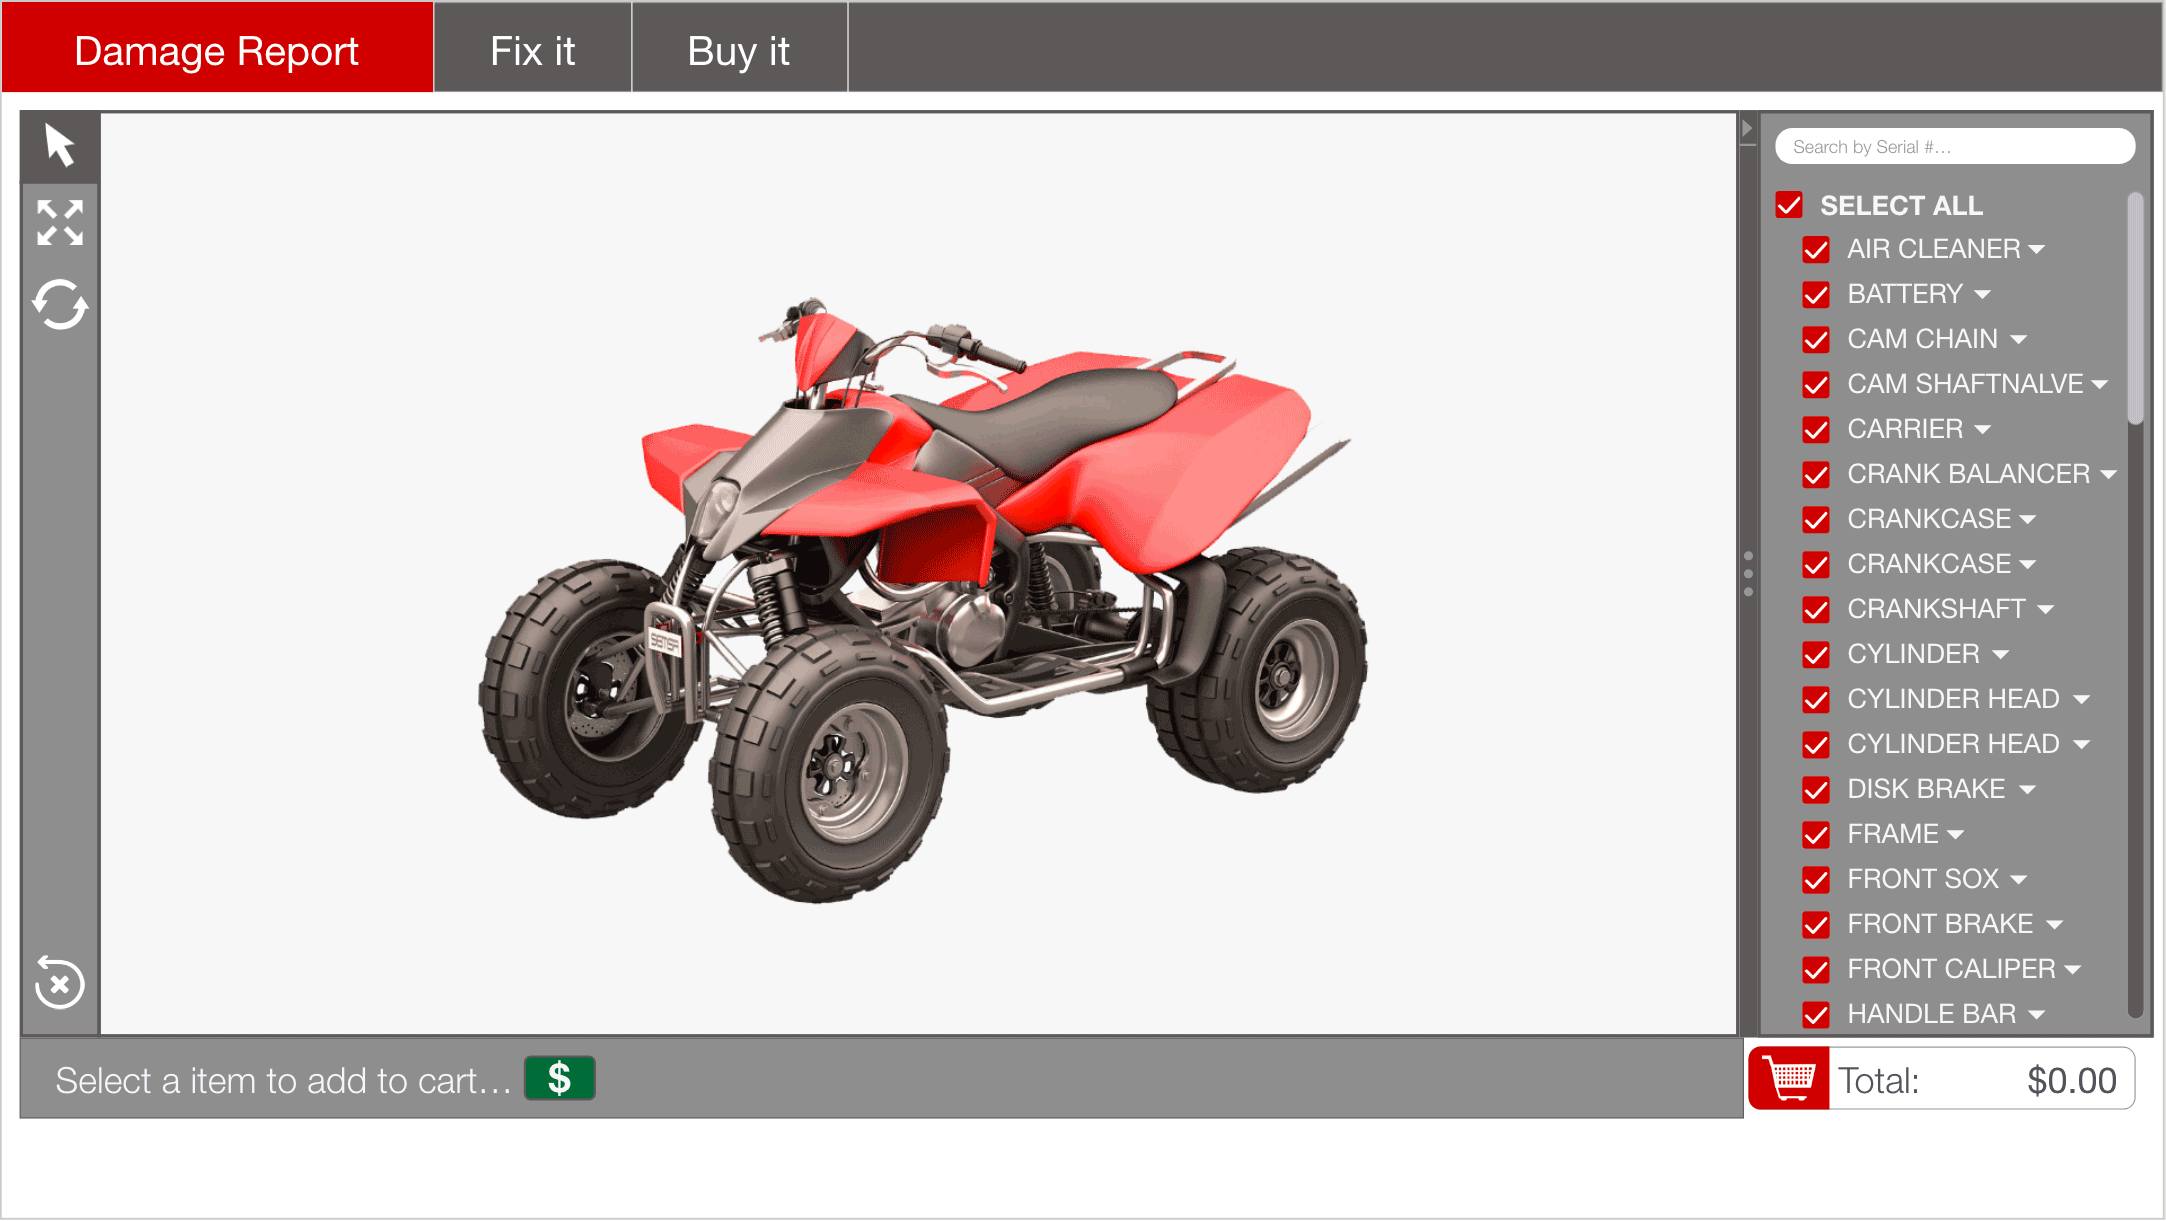 Damage Report
Fix it
Buy it
Search by Serial #...
SELECT ALL
AIR CLEANER
BATTERY
CAM CHAIN
CAM SHAFTNALVE
CARRIER
CRANK BALANCER
CRANKCASE
CRANKCASE
CRANKSHAFT
CYLINDER
CYLINDER HEAD
CYLINDER HEAD
DISK BRAKE
FRAME
FRONT SOX
FRONT BRAKE
FRONT CALIPER
HANDLE BAR
Select a item to add to cart...
$
Total:
$0.00